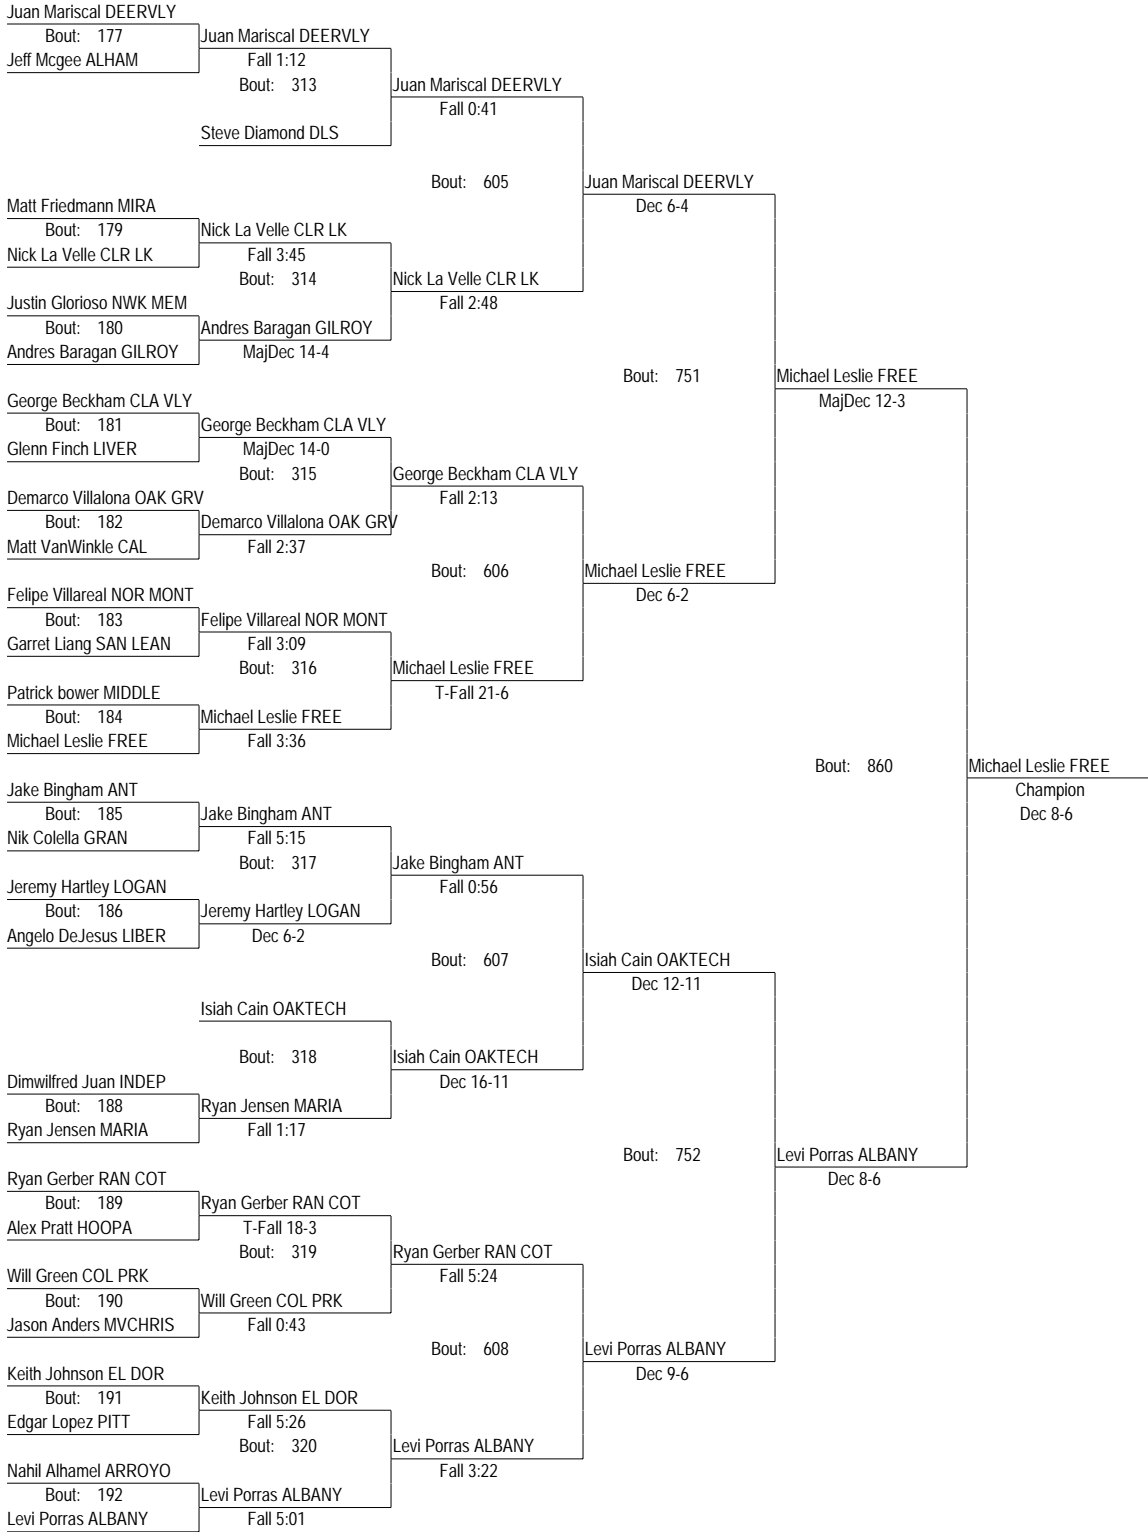 Juan Mariscal DEERVLY
Bout: 177
Juan Mariscal DEERVLY
Jeff Mcgee ALHAM
Fall 1:12
Bout: 313
Juan Mariscal DEERVLY
Fall 0:41
Steve Diamond DLS
Bout: 605
Juan Mariscal DEERVLY
Dec 6-4
Matt Friedmann MIRA
Bout: 179
Nick La Velle CLR LK
Nick La Velle CLR LK
Fall 3:45
Bout: 314
Nick La Velle CLR LK
Fall 2:48
Justin Glorioso NWK MEM
Bout: 180
Andres Baragan GILROY
Andres Baragan GILROY
MajDec 14-4
Bout: 751
Michael Leslie FREE
MajDec 12-3
George Beckham CLA VLY
Bout: 181
George Beckham CLA VLY
Glenn Finch LIVER
MajDec 14-0
Bout: 315
George Beckham CLA VLY
Fall 2:13
Demarco Villalona OAK GRV
Bout: 182
Demarco Villalona OAK GRV
Matt VanWinkle CAL
Fall 2:37
Bout: 606
Michael Leslie FREE
Dec 6-2
Felipe Villareal NOR MONT
Bout: 183
Felipe Villareal NOR MONT
Garret Liang SAN LEAN
Fall 3:09
Bout: 316
Michael Leslie FREE
T-Fall 21-6
Patrick bower MIDDLE
Bout: 184
Michael Leslie FREE
Michael Leslie FREE
Fall 3:36
Bout: 860
Michael Leslie FREE
Champion
Dec 8-6
Jake Bingham ANT
Bout: 185
Jake Bingham ANT
Nik Colella GRAN
Fall 5:15
Bout: 317
Jake Bingham ANT
Fall 0:56
Jeremy Hartley LOGAN
Bout: 186
Jeremy Hartley LOGAN
Angelo DeJesus LIBER
Dec 6-2
Bout: 607
Isiah Cain OAKTECH
Dec 12-11
Isiah Cain OAKTECH
Bout: 318
Isiah Cain OAKTECH
Dec 16-11
Dimwilfred Juan INDEP
Bout: 188
Ryan Jensen MARIA
Ryan Jensen MARIA
Fall 1:17
Bout: 752
Levi Porras ALBANY
Dec 8-6
Ryan Gerber RAN COT
Bout: 189
Ryan Gerber RAN COT
Alex Pratt HOOPA
T-Fall 18-3
Bout: 319
Ryan Gerber RAN COT
Fall 5:24
Will Green COL PRK
Bout: 190
Will Green COL PRK
Jason Anders MVCHRIS
Fall 0:43
Bout: 608
Levi Porras ALBANY
Dec 9-6
Keith Johnson EL DOR
Bout: 191
Keith Johnson EL DOR
Edgar Lopez PITT
Fall 5:26
Bout: 320
Levi Porras ALBANY
Fall 3:22
Nahil Alhamel ARROYO
Bout: 192
Levi Porras ALBANY
Levi Porras ALBANY
Fall 5:01